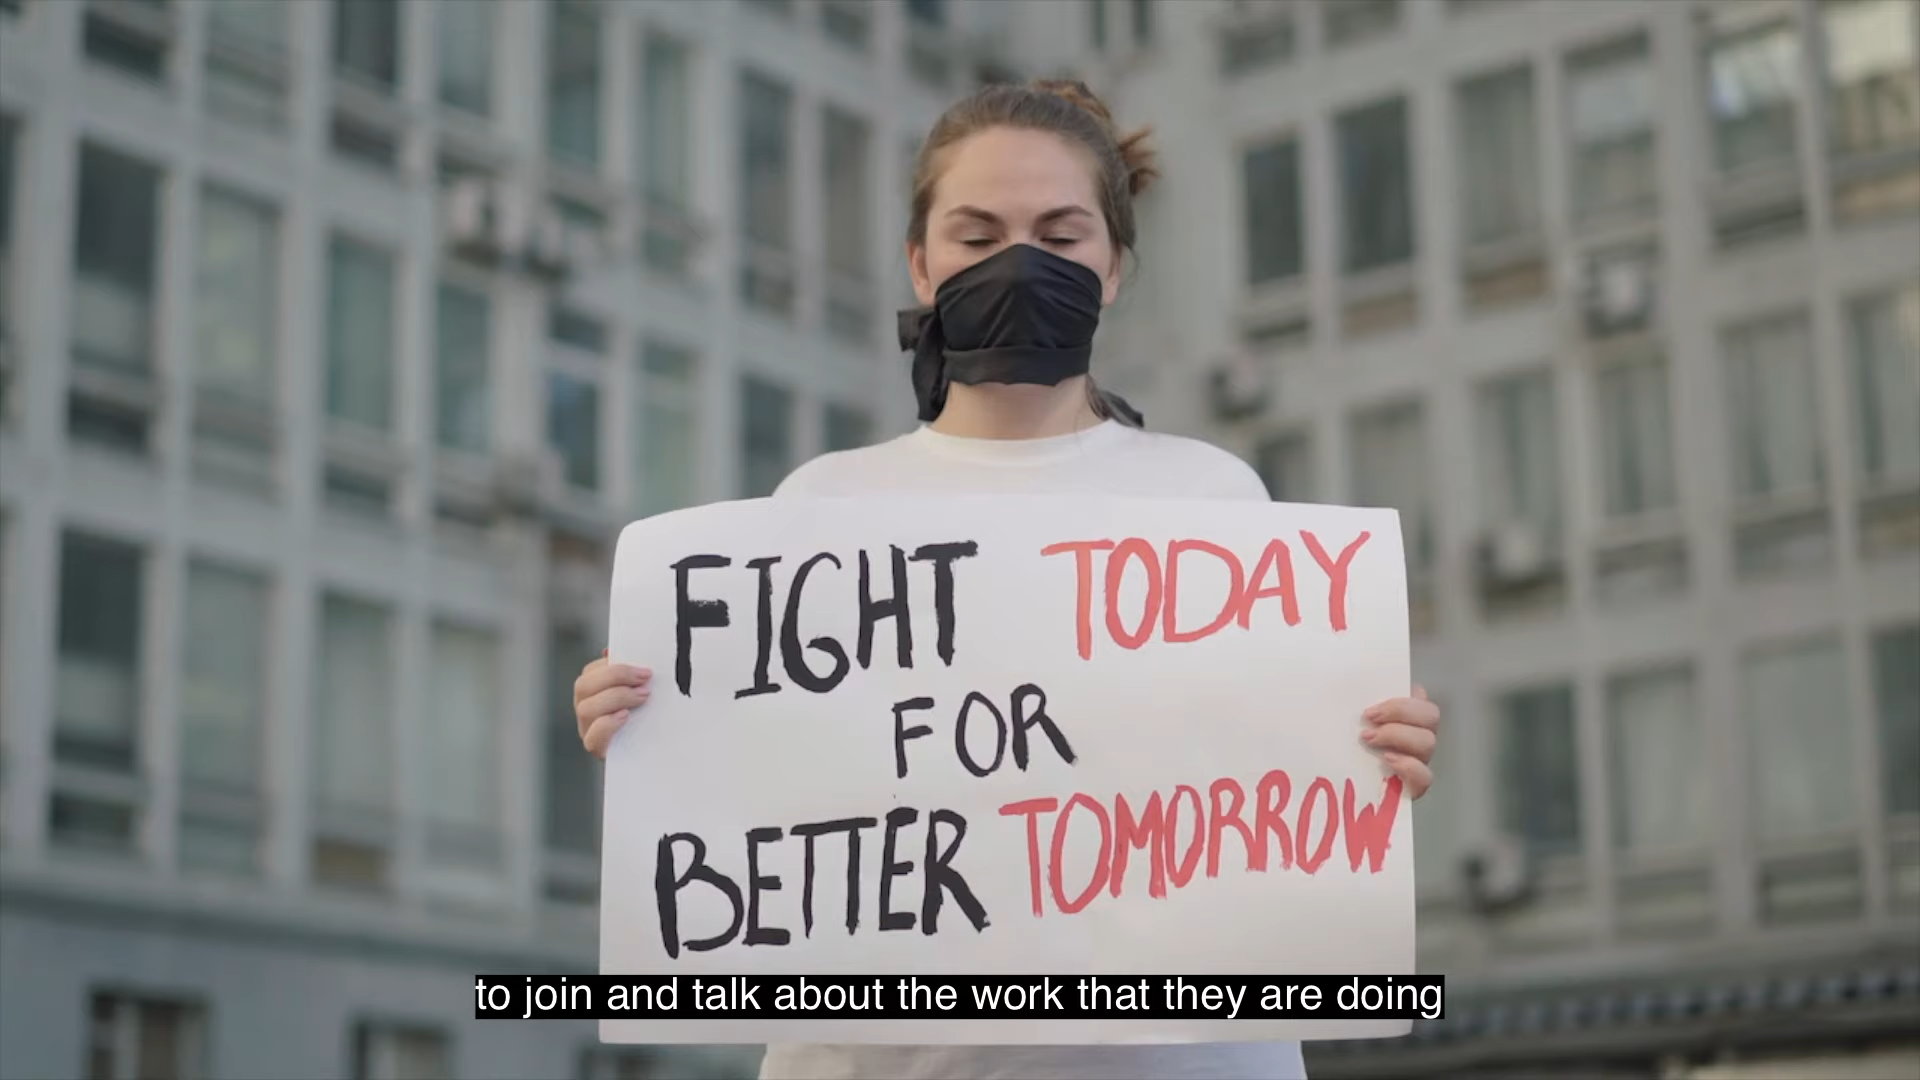 FIGHT TODAY
FOR
BETTER TOMORROW
to join and talk about the work that they are doing